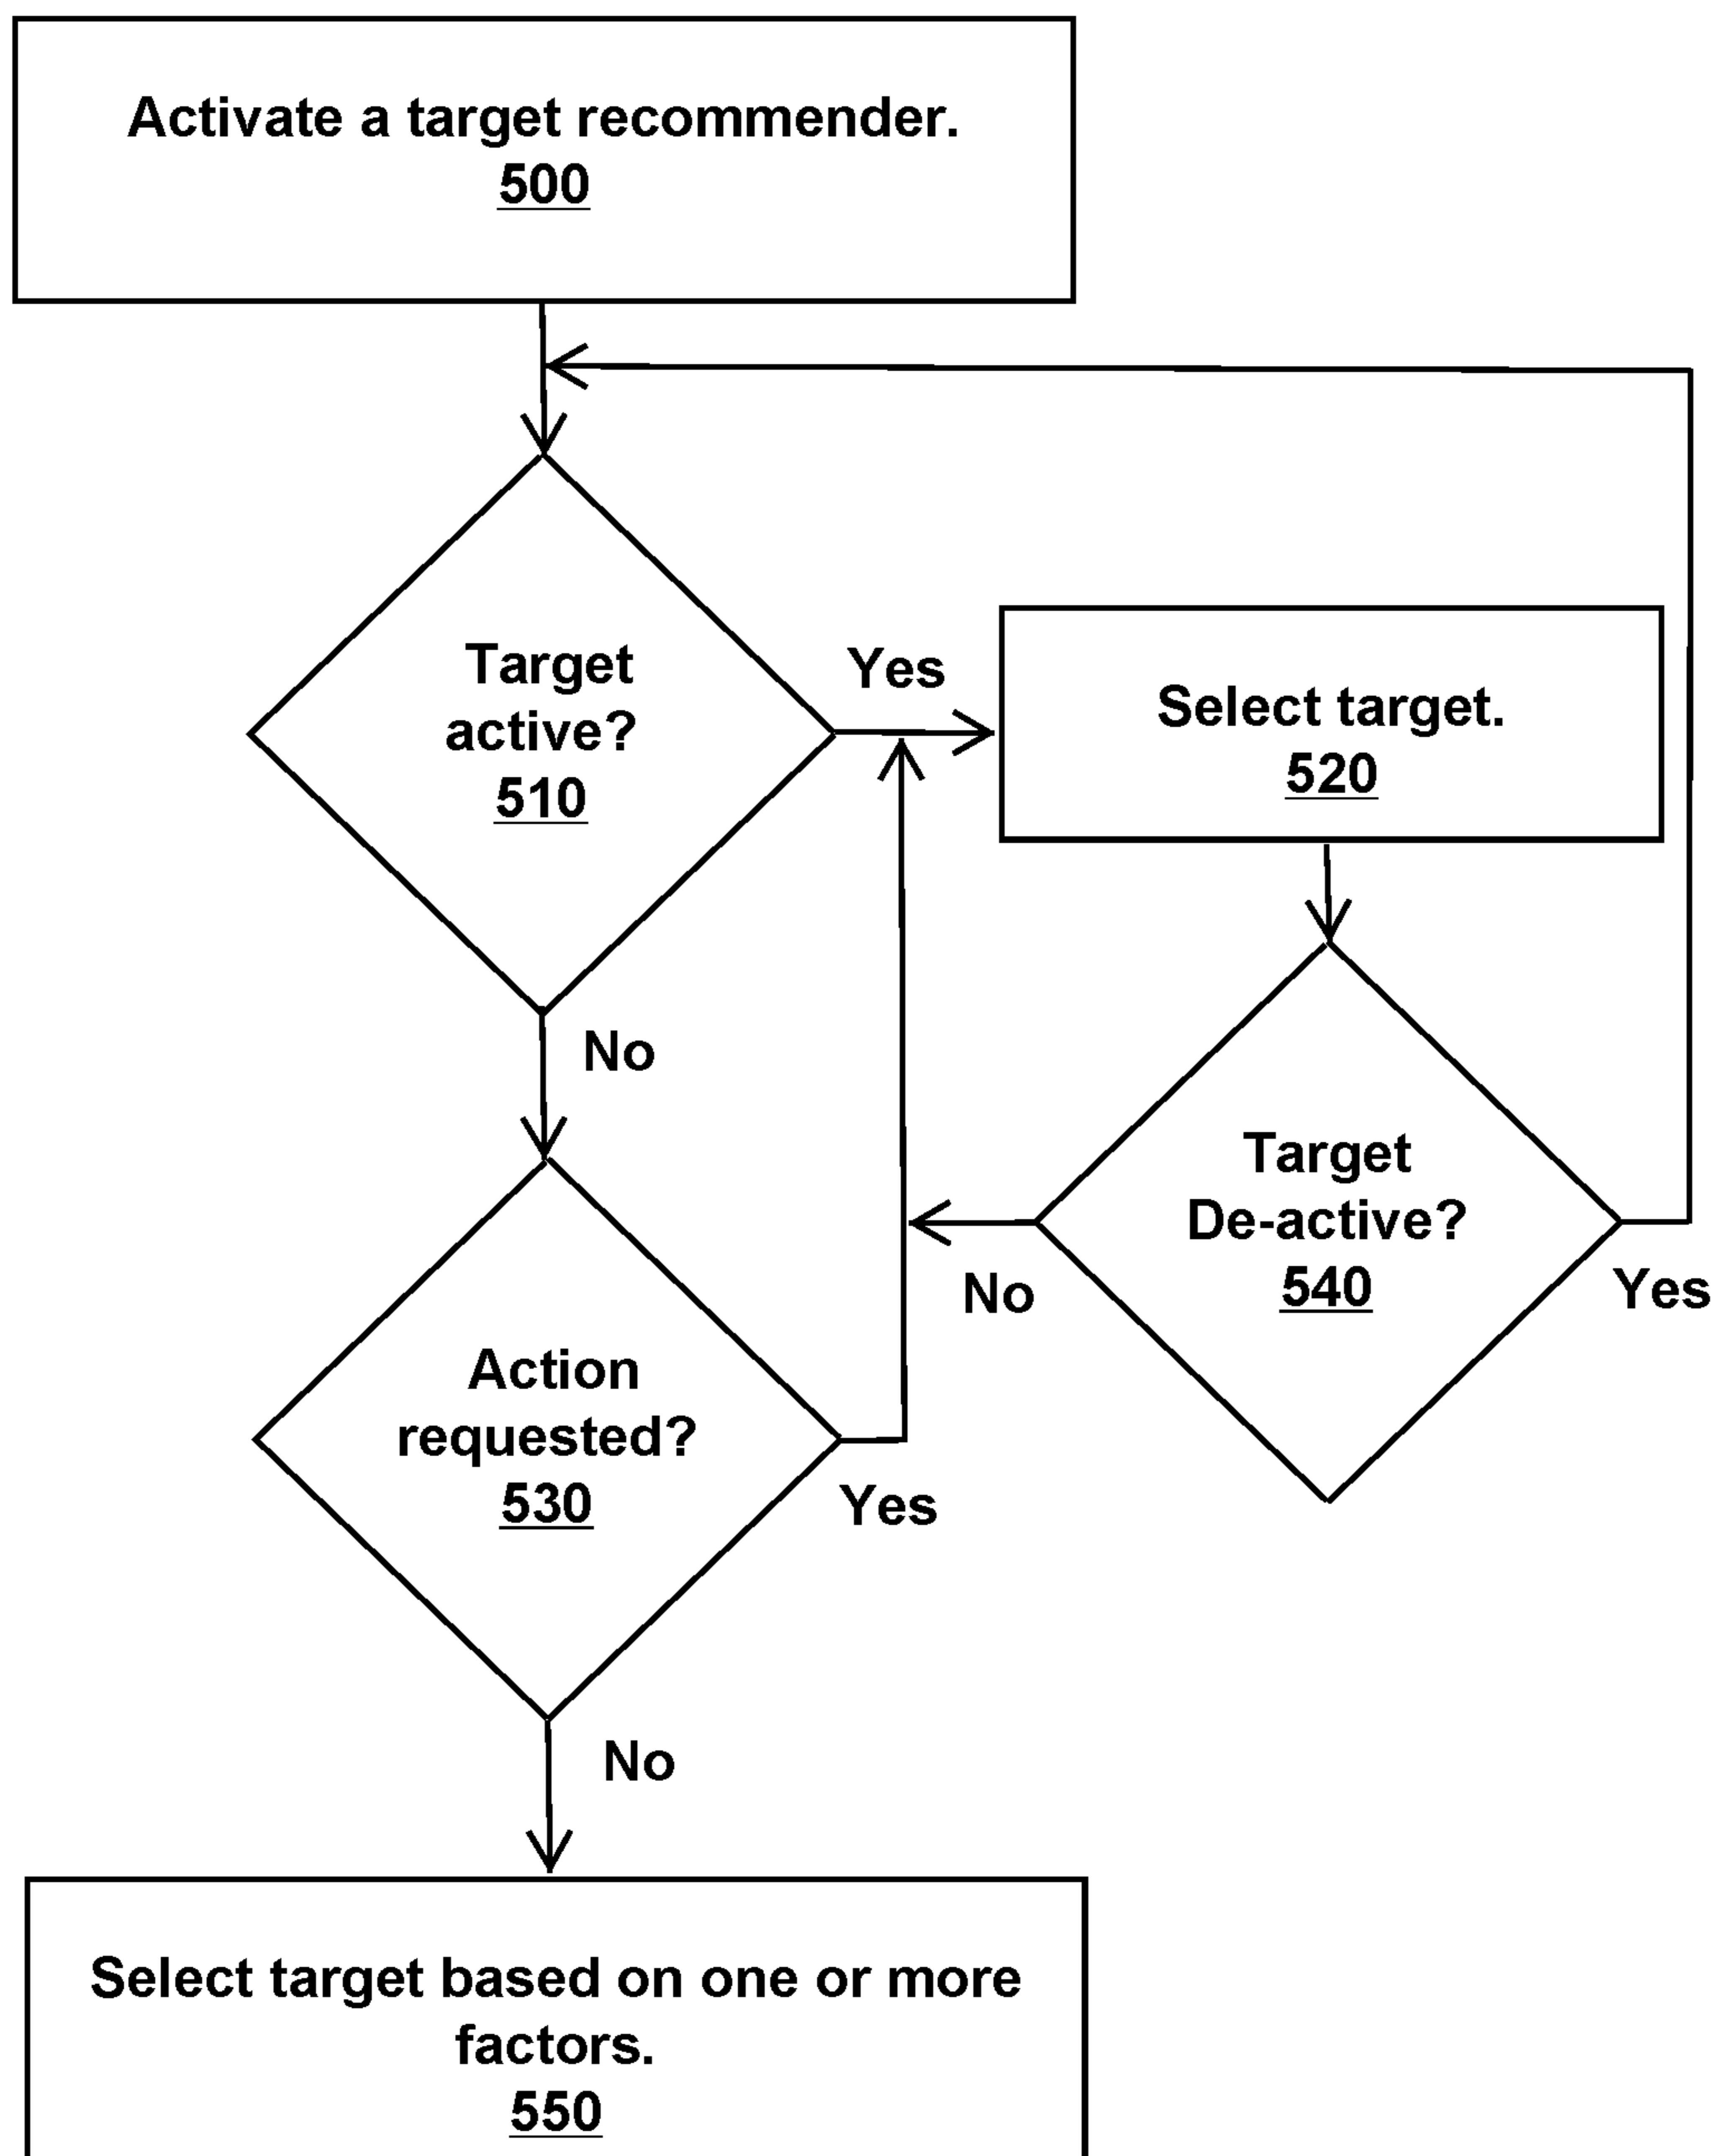 Activate a target recommender.
500
Target
active?
510
Yes
Select target.
520
No
Target
De-active?
540
No
Yes
Action
requested?
530
Yes
No
Select target based on one or more
factors.
550